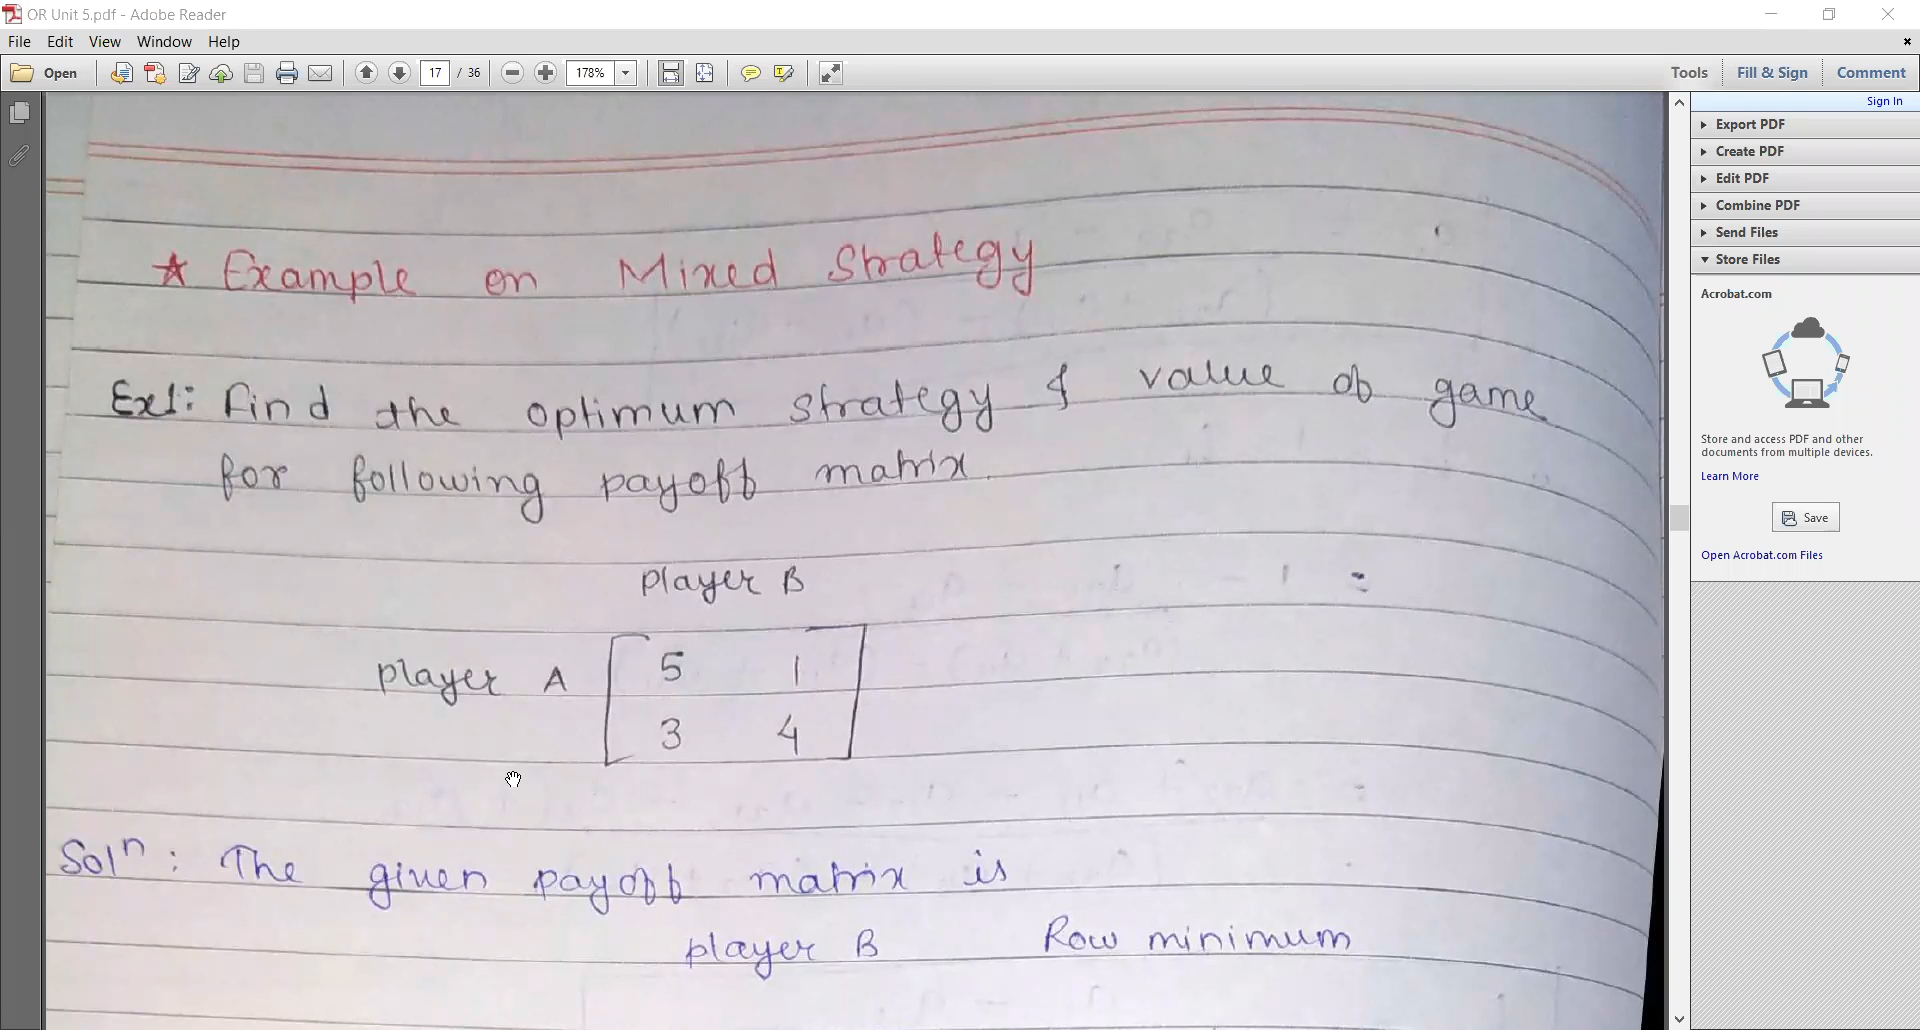 OR Unit 5.pdf - Adobe Reader
File Edit View Window Help
Open 17 / 36 178% Tools Fill & Sign Comment
Sign In
Export PDF
Create PDF
Edit PDF
Combine PDF
Send Files
Store Files
Acrobat.com
Store and access PDF and other
documents from multiple devices.
Learn More
Save
Open Acrobat.com Files
* Example on Mixed Strategy
Ex1: Find the optimum strategy & value of game
for following payoff matrix.
Player B
Player A 5 1
3 4
Solⁿ: The given payoff matrix is
player B Row minimum